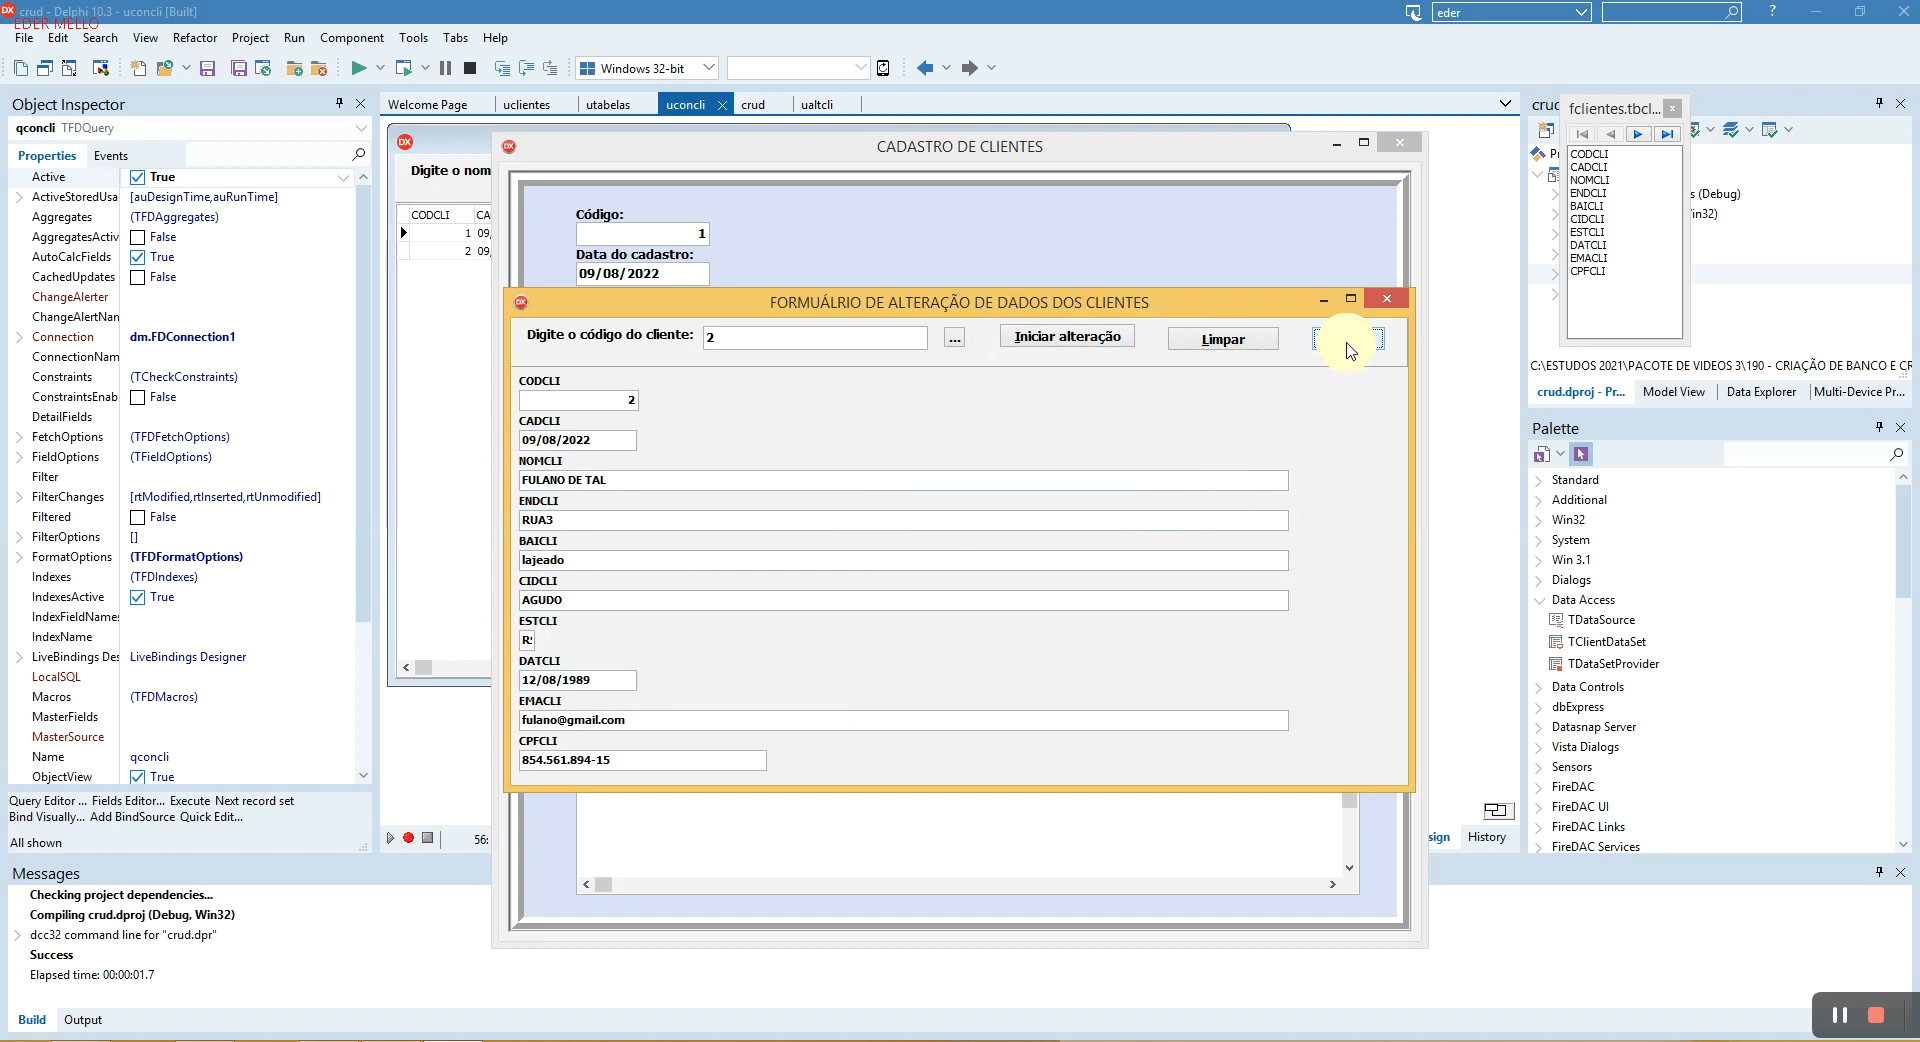 crud - Delphi 10.3 - uconcli [Built]
EDER MELLO
eder
?
File Edit Search View Refactor Project Run Component Tools Tabs Help
Windows 32-bit
Object Inspector
qconcli TFDQuery
Properties Events
Active True
ActiveStoredUsa [auDesignTime,auRunTime]
Aggregates (TFDAggregates)
AggregatesActiv False
AutoCalcFields True
CachedUpdates False
ChangeAlerter
ChangeAlertNan
Connection dm.FDConnection1
ConnectionNam
Constraints (TCheckConstraints)
ConstraintsEnab False
DetailFields
FetchOptions (TFDFetchOptions)
FieldOptions (TFieldOptions)
Filter
FilterChanges [rtModified,rtInserted,rtUnmodified]
Filtered False
FilterOptions []
FormatOptions (TFDFormatOptions)
Indexes (TFDIndexes)
IndexesActive True
IndexFieldNames
IndexName
LiveBindings Des LiveBindings Designer
LocalSQL
Macros (TFDMacros)
MasterFields
MasterSource
Name qconcli
ObjectView True
Query Editor ... Fields Editor... Execute Next record set
Bind Visually... Add BindSource Quick Edit...
All shown
Welcome Page uclientes utabelas uconcli crud ualtcli
Digite o nom
CODCLI CA
1 09,
2 09,
56:
CADASTRO DE CLIENTES
Código:
1
Data do cadastro:
09/08/2022
FORMUÁLRIO DE ALTERAÇÃO DE DADOS DOS CLIENTES
Digite o código do cliente: 2 ... Iniciar alteração Limpar
CODCLI
2
CADCLI
09/08/2022
NOMCLI
FULANO DE TAL
ENDCLI
RUA3
BAICLI
lajeado
CIDCLI
AGUDO
ESTCLI
R
DATCLI
12/08/1989
EMACLI
fulano@gmail.com
CPFCLI
854.561.894-15
sign History
crud
fclientes.tbcl...
CODCLI
CADCLI
NOMCLI
ENDCLI
BAICLI
CIDCLI
ESTCLI
DATCLI
EMACLI
CPFCLI
s (Debug)
in32)
C:\ESTUDOS 2021\PACOTE DE VIDEOS 3\190 - CRIAÇÃO DE BANCO E CR
crud.dproj - Pr... Model View Data Explorer Multi-Device Pr...
Palette
Standard
Additional
Win32
System
Win 3.1
Dialogs
Data Access
TDataSource
TClientDataSet
TDataSetProvider
Data Controls
dbExpress
Datasnap Server
Vista Dialogs
Sensors
FireDAC
FireDAC UI
FireDAC Links
FireDAC Services
Messages
Checking project dependencies...
Compiling crud.dproj (Debug, Win32)
dcc32 command line for "crud.dpr"
Success
Elapsed time: 00:00:01.7
Build Output